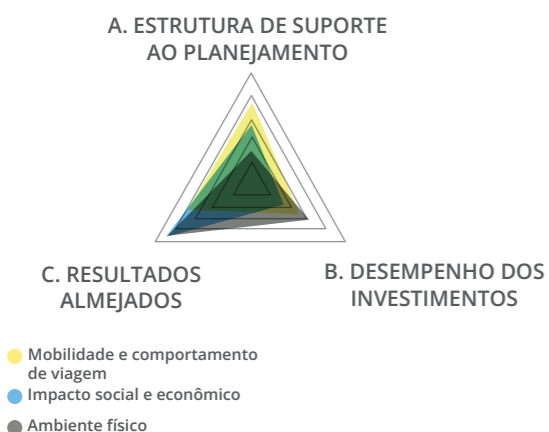 A. ESTRUTURA DE SUPORTE
AO PLANEJAMENTO
C. RESULTADOS
ALMEJADOS
B. DESEMPENHO DOS
INVESTIMENTOS
Mobilidade e comportamento
de viagem
Impacto social e econômico
Ambiente físico